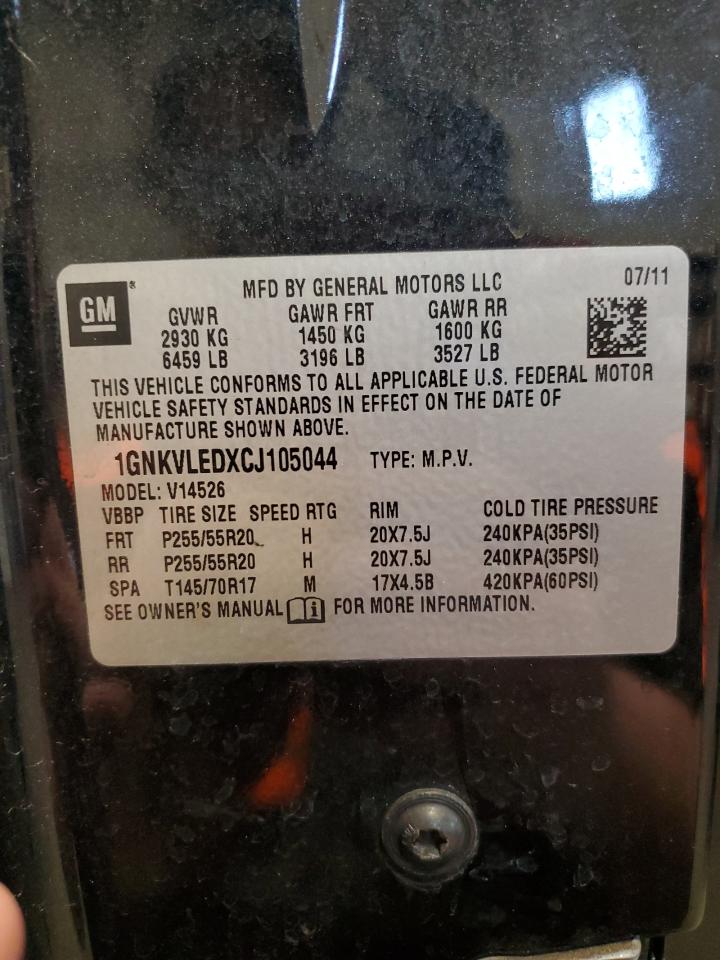 GM
MFD BY GENERAL MOTORS LLC 07/11
GVWR GAWR FRT GAWR RR
2930 KG 1450 KG 1600 KG
6459 LB 3196 LB 3527 LB
THIS VEHICLE CONFORMS TO ALL APPLICABLE U.S. FEDERAL MOTOR
VEHICLE SAFETY STANDARDS IN EFFECT ON THE DATE OF
MANUFACTURE SHOWN ABOVE.
1GNKVLEDXCJ105044 TYPE: M.P.V.
MODEL: V14526
VBBP TIRE SIZE SPEED RTG RIM COLD TIRE PRESSURE
FRT P255/55R20 H 20X7.5J 240KPA(35PSI)
RR P255/55R20 H 20X7.5J 240KPA(35PSI)
SPA T145/70R17 M 17X4.5B 420KPA(60PSI)
SEE OWNER'S MANUAL i FOR MORE INFORMATION.